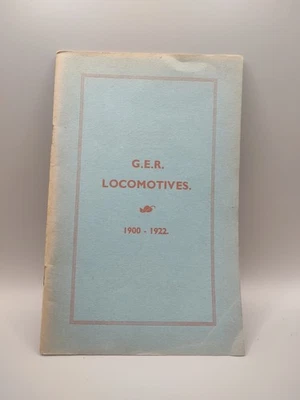 G.E.R.
LOCOMOTIVES.
1900 - 1922.